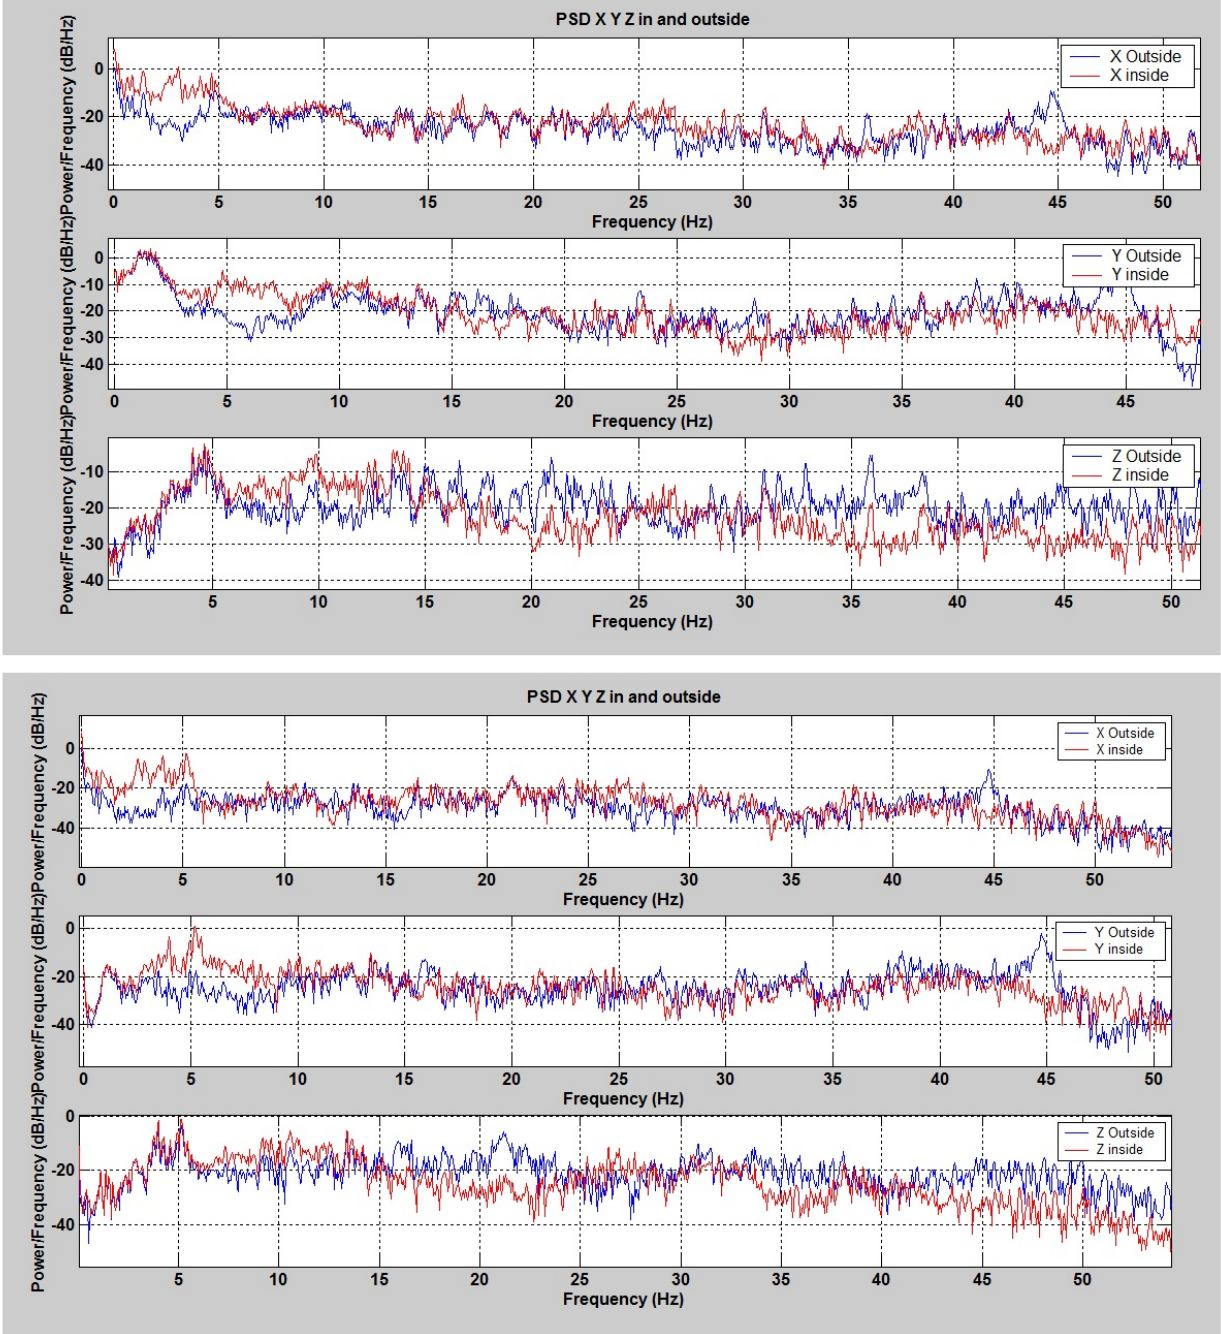 PSD X Y Z in and outside
Power/Frequency (dB/Hz)
0
-20
-40
X Outside
X inside
0 5 10 15 20 25 30 35 40 45 50
Frequency (Hz)
Power/Frequency (dB/Hz)
0
-10
-20
-30
-40
Y Outside
Y inside
0 5 10 15 20 25 30 35 40 45
Frequency (Hz)
Power/Frequency (dB/Hz)
-10
-20
-30
-40
Z Outside
Z inside
5 10 15 20 25 30 35 40 45 50
Frequency (Hz)
PSD X Y Z in and outside
Power/Frequency (dB/Hz)
0
-20
-40
X Outside
X inside
0 5 10 15 20 25 30 35 40 45 50
Frequency (Hz)
Power/Frequency (dB/Hz)
0
-20
-40
Y Outside
Y inside
0 5 10 15 20 25 30 35 40 45 50
Frequency (Hz)
Power/Frequency (dB/Hz)
0
-20
-40
Z Outside
Z inside
5 10 15 20 25 30 35 40 45 50
Frequency (Hz)